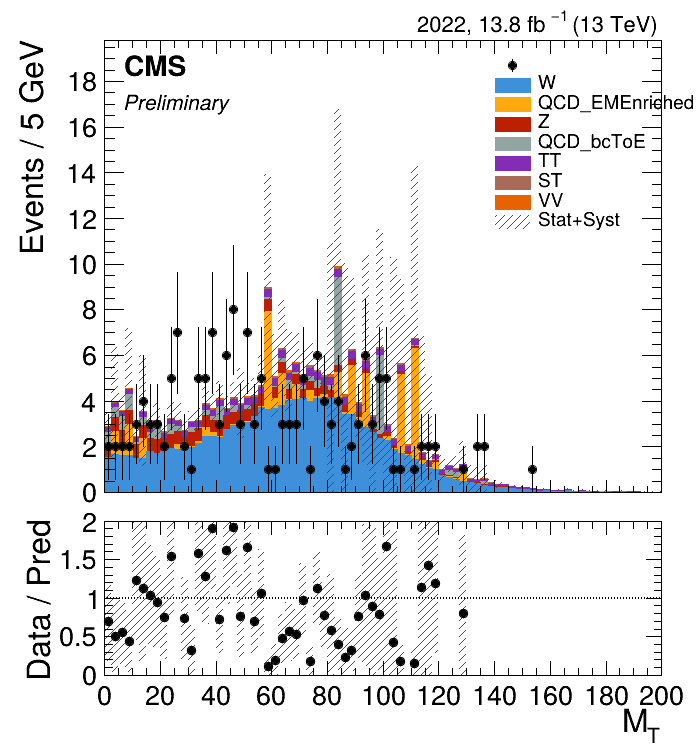 2022, 13.8 fb⁻¹ (13 TeV)
CMS
Preliminary
W
QCD_EMEnriched
Z
QCD_bcToE
TT
ST
VV
Stat+Syst
Events / 5 GeV
18
16
14
12
10
8
6
4
2
0
Data / Pred
2
1.5
1
0.5
0
0 20 40 60 80 100 120 140 160 180 200
M_T